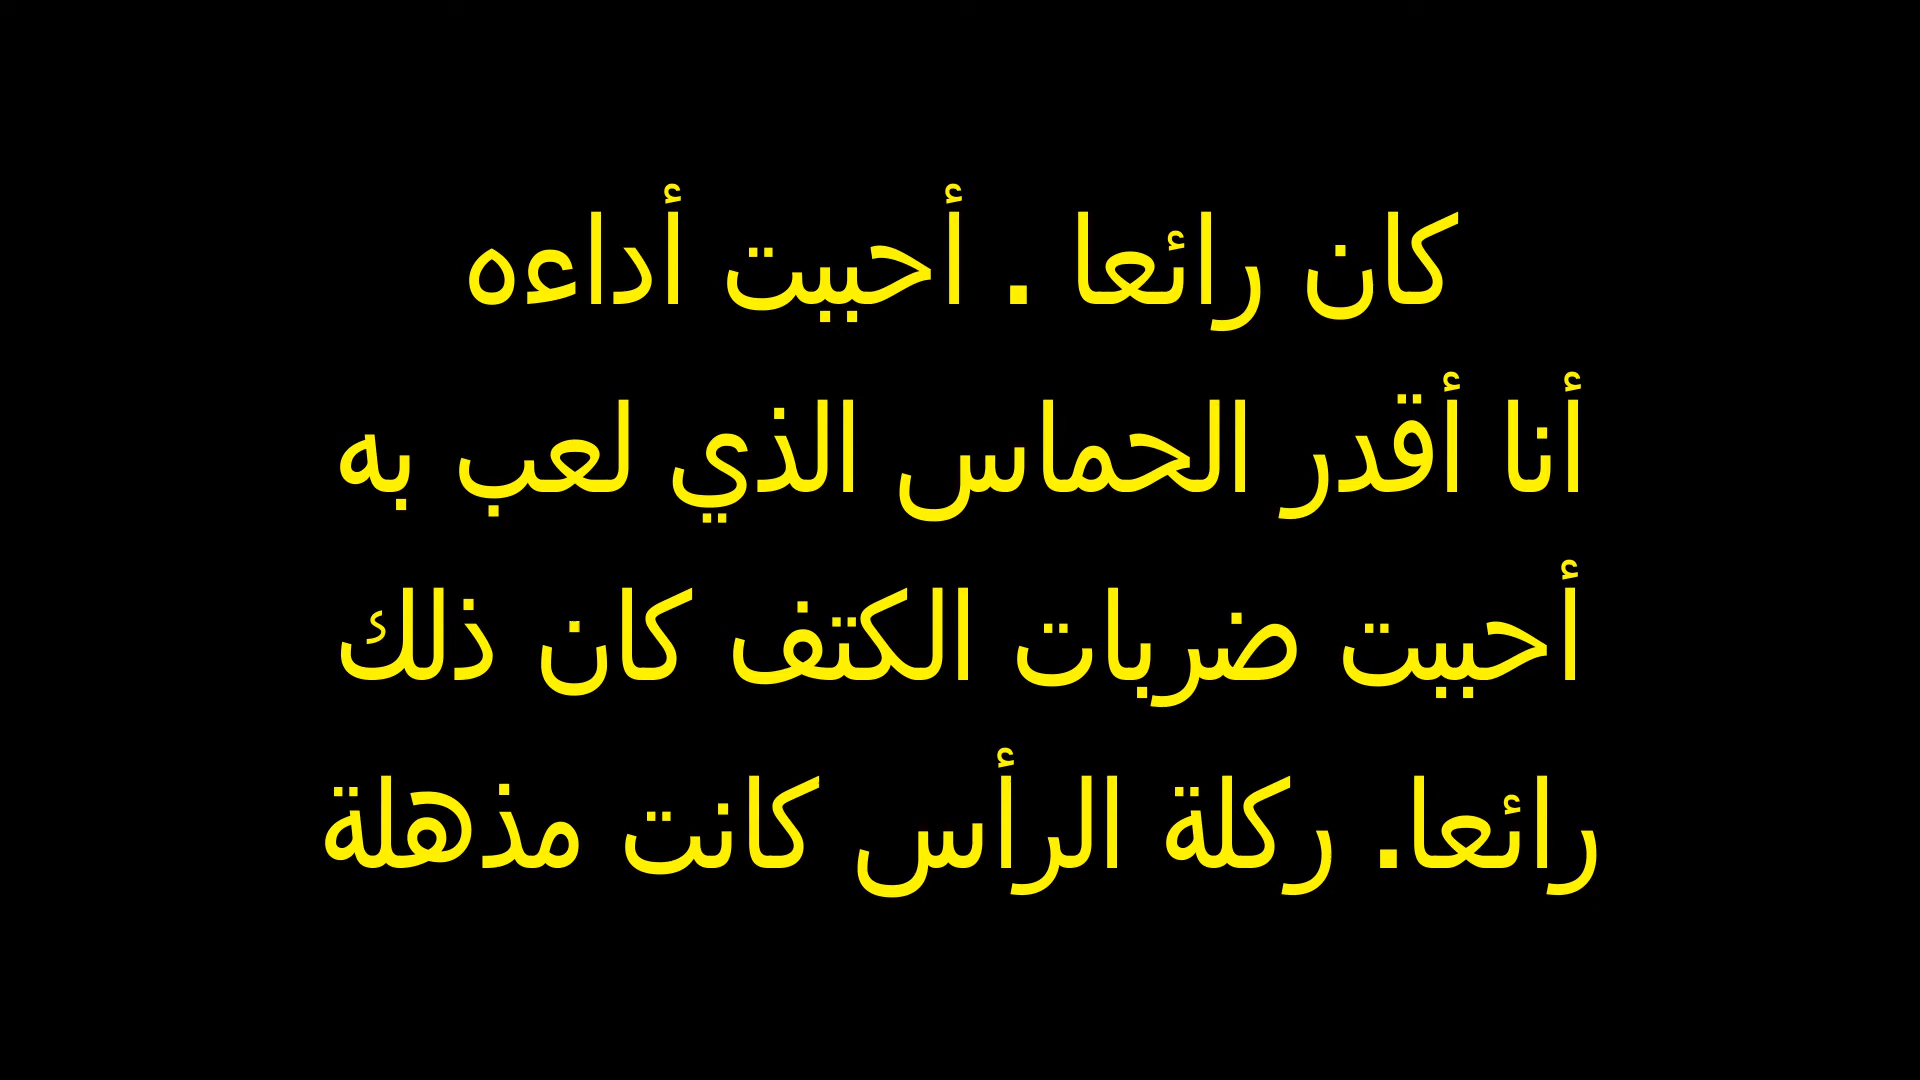 كان رائعا . أحببت أداءه
أنا أقدر الحماس الذي لعب به
أحببت ضربات الكتف كان ذلك
رائعا. ركلة الرأس كانت مذهلة